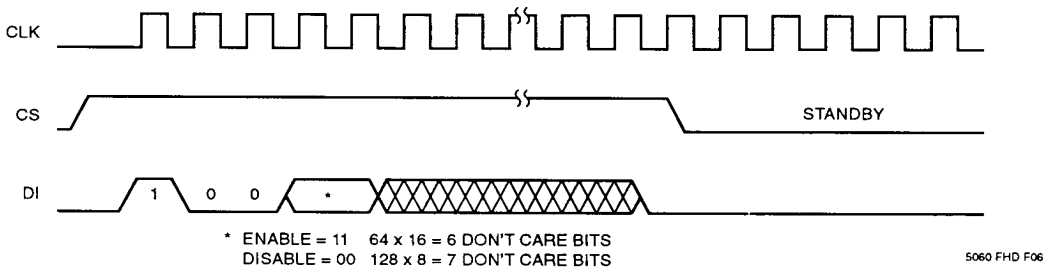 CLK
CS
STANDBY
DI
1 0 0 *
* ENABLE = 11 64 x 16 = 6 DON'T CARE BITS
DISABLE = 00 128 x 8 = 7 DON'T CARE BITS
5060 FHD F06